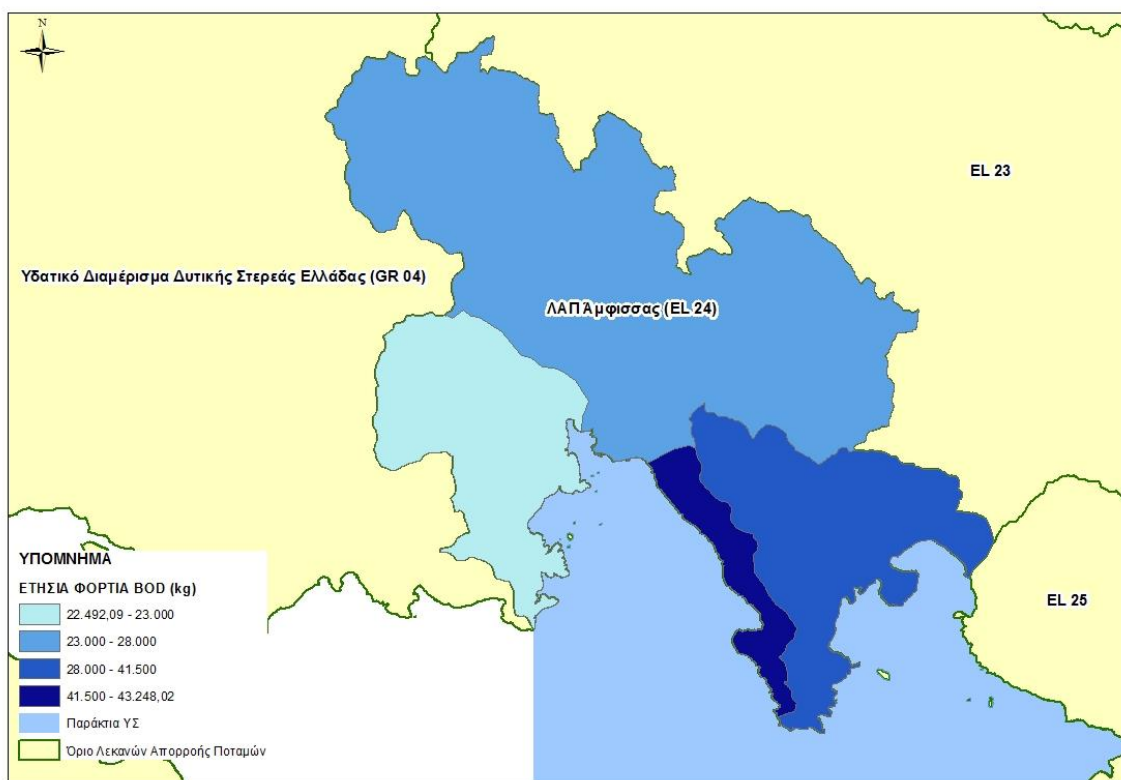 N
EL 23
Υδατικό Διαμέρισμα Δυτικής Στερεάς Ελλάδας (GR 04)
ΛΑΠ Άμφισσας (EL 24)
EL 25
ΥΠΟΜΝΗΜΑ
ΕΤΗΣΙΑ ΦΟΡΤΙΑ BOD (kg)
22.492,09 - 23.000
23.000 - 28.000
28.000 - 41.500
41.500 - 43.248,02
Παράκτια ΥΣ
Όριο Λεκανών Απορροής Ποταμών